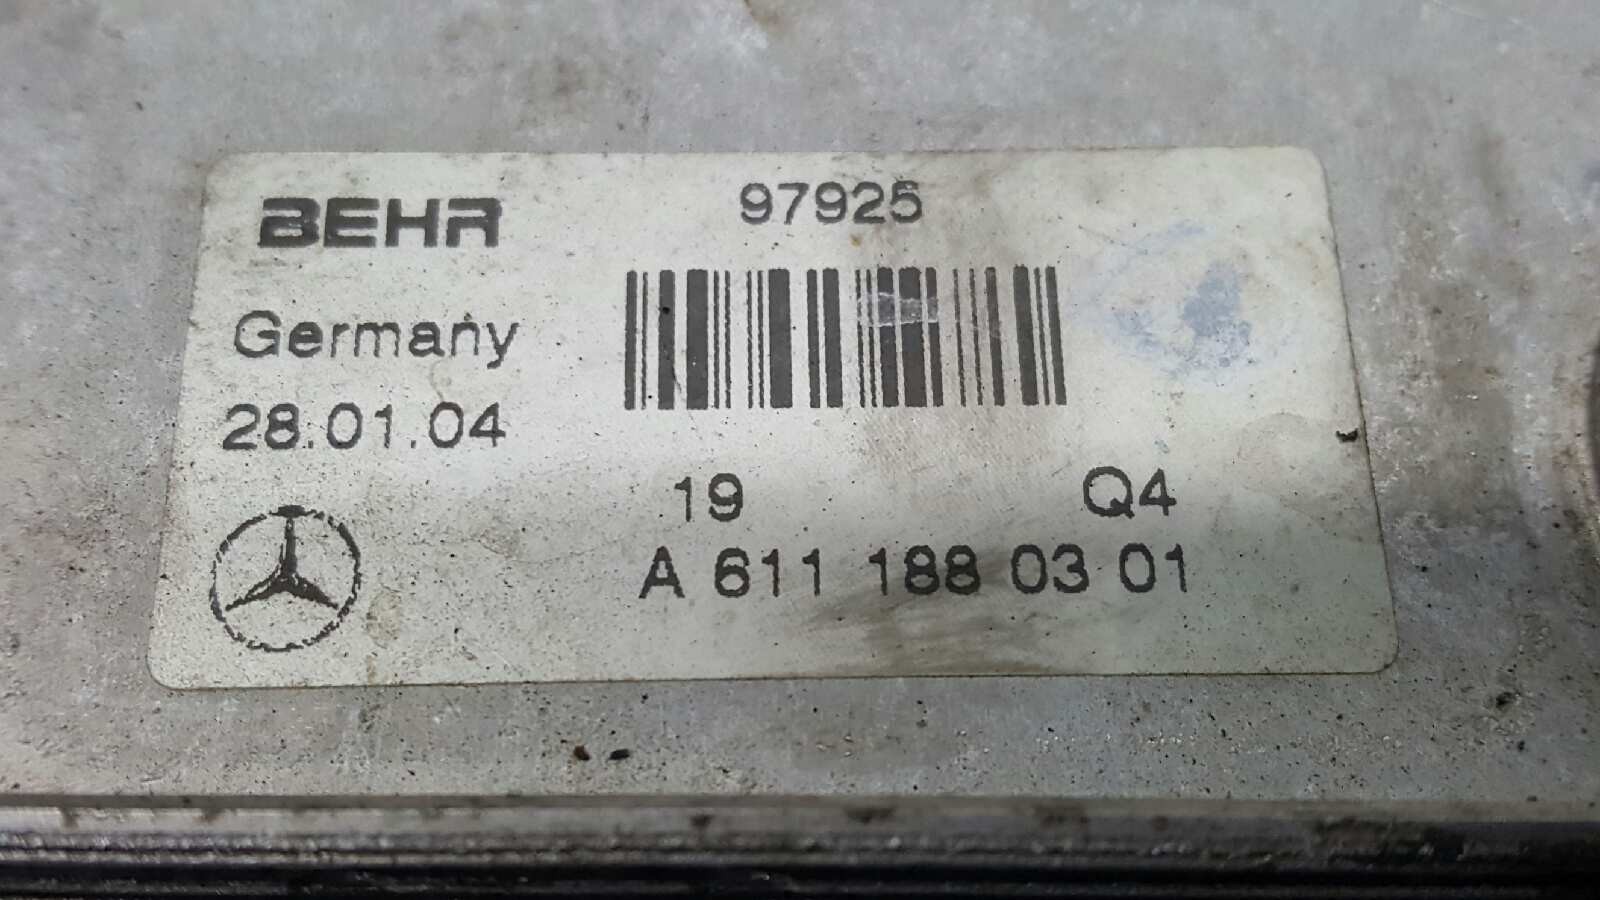 BEHR
97925
Germany
28.01.04
19 Q4
A 611 188 03 01